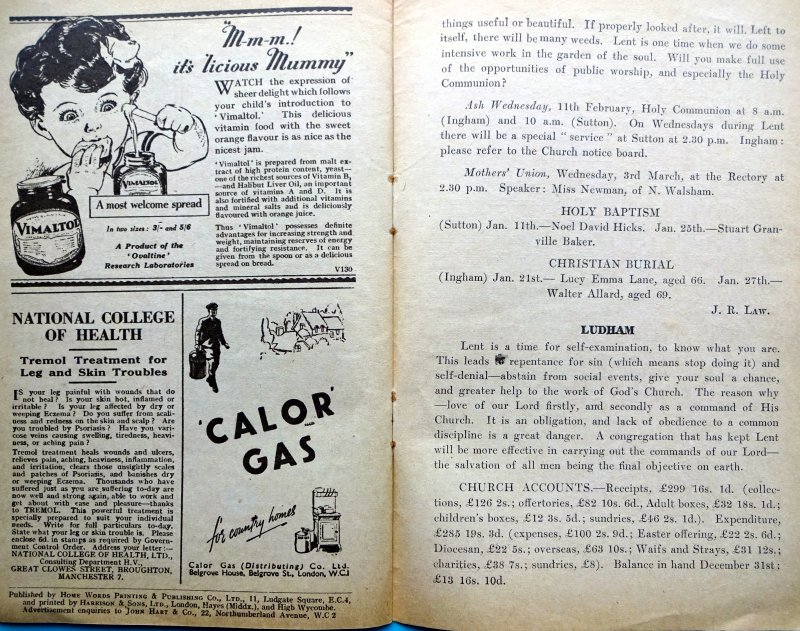 "M-m-m.!
it's 'licious Mummy"
WATCH the expression of
sheer delight which follows
your child's introduction to
'Vimaltol.' This delicious
vitamin food with the sweet
orange flavour is as nice as the
nicest jam.
'Vimaltol' is prepared from malt ext-
ract of high protein content, yeast—
one of the richest sources of Vitamin B,
—and Halibut Liver Oil, an important
source of vitamins A and D. It is
also fortified with additional vitamins
and mineral salts and is deliciously
flavoured with orange juice.
Thus 'Vimaltol' possesses definite
advantages for increasing strength and
weight, maintaining reserves of energy
and fortifying resistance. It can be
given from the spoon or as a delicious
spread on bread.
V130
VIMALTOL
VIMALTOL
A most welcome spread
In two sizes: 3/- and 5/6
A Product of the
'Ovaltine'
Research Laboratories
NATIONAL COLLEGE
OF HEALTH
Tremol Treatment for
Leg and Skin Troubles
IS your leg painful with wounds that do
not heal? Is your skin hot, inflamed or
irritable? Is your leg affected by dry or
weeping Eczema? Do you suffer from scali-
ness and redness on the skin and scalp? Are
you troubled by Psoriasis? Have you vari-
cose veins causing swelling, tiredness, heavi-
ness, or aching pain?
Tremol treatment heals wounds and ulcers,
relieves pain, aching, heaviness, inflammation,
and irritation, clears those unsightly scales
and patches of Psoriasis, and banishes dry
or weeping Eczema. Thousands who have
suffered just as you are suffering to-day are
now well and strong again, able to work and
get about with ease and pleasure—thanks
to TREMOL. This powerful treatment is
specially prepared to suit your individual
needs. Write for full particulars to-day.
State what your leg or skin trouble is. Please
enclose 6d. in stamps as required by Govern-
ment Control Order. Address your letter:—
NATIONAL COLLEGE OF HEALTH, LTD.,
Consulting Department H.V.,
GREAT CLOWES STREET, BROUGHTON,
MANCHESTER 7.
'CALOR'
GAS
for country homes
Calor Gas (Distributing) Co. Ltd.
Belgrove House, Belgrove St., London, W.C.1
Published by HOME WORDS PRINTING & PUBLISHING CO., LTD., 11, Ludgate Square, E.C.4,
and printed by HARRISON & SONS, LTD., London, Hayes (Middx.), and High Wycombe.
Advertisement enquiries to JOHN HART & CO., 22, Northumberland Avenue, W.C 2
things useful or beautiful. If properly looked after, it will. Left to
itself, there will be many weeds. Lent is one time when we do some
intensive work in the garden of the soul. Will you make full use
of the opportunities of public worship, and especially the Holy
Communion?
Ash Wednesday, 11th February, Holy Communion at 8 a.m.
(Ingham) and 10 a.m. (Sutton). On Wednesdays during Lent
there will be a special " service " at Sutton at 2.30 p.m. Ingham :
please refer to the Church notice board.
Mothers' Union, Wednesday, 3rd March, at the Rectory at
2.30 p.m. Speaker : Miss Newman, of N. Walsham.
HOLY BAPTISM
(Sutton) Jan. 11th.—Noel David Hicks. Jan. 25th.—Stuart Gran-
ville Baker.
CHRISTIAN BURIAL
(Ingham) Jan. 21st.— Lucy Emma Lane, aged 66. Jan. 27th.—
Walter Allard, aged 69.
J. R. LAW.
LUDHAM
Lent is a time for self-examination, to know what you are.
This leads repentance for sin (which means stop doing it) and
self-denial—abstain from social events, give your soul a chance,
and greater help to the work of God's Church. The reason why
—love of our Lord firstly, and secondly as a command of His
Church. It is an obligation, and lack of obedience to a common
discipline is a great danger. A congregation that has kept Lent
will be more effective in carrying out the commands of our Lord—
the salvation of all men being the final objective on earth.
CHURCH ACCOUNTS.—Receipts, £299 16s. 1d. (collec-
tions, £126 2s.; offertories, £82 10s. 6d., Adult boxes, £32 18s. 1d.;
children's boxes, £12 3s. 5d.; sundries, £46 2s. 1d.). Expenditure,
£285 19s. 3d. (expenses, £100 2s. 9d.; Easter offering, £22 2s. 6d.;
Diocesan, £22 5s.; overseas, £63 10s.; Waifs and Strays, £31 12s.;
charities, £38 7s.; sundries, £8). Balance in hand December 31st;
£13 16s. 10d.